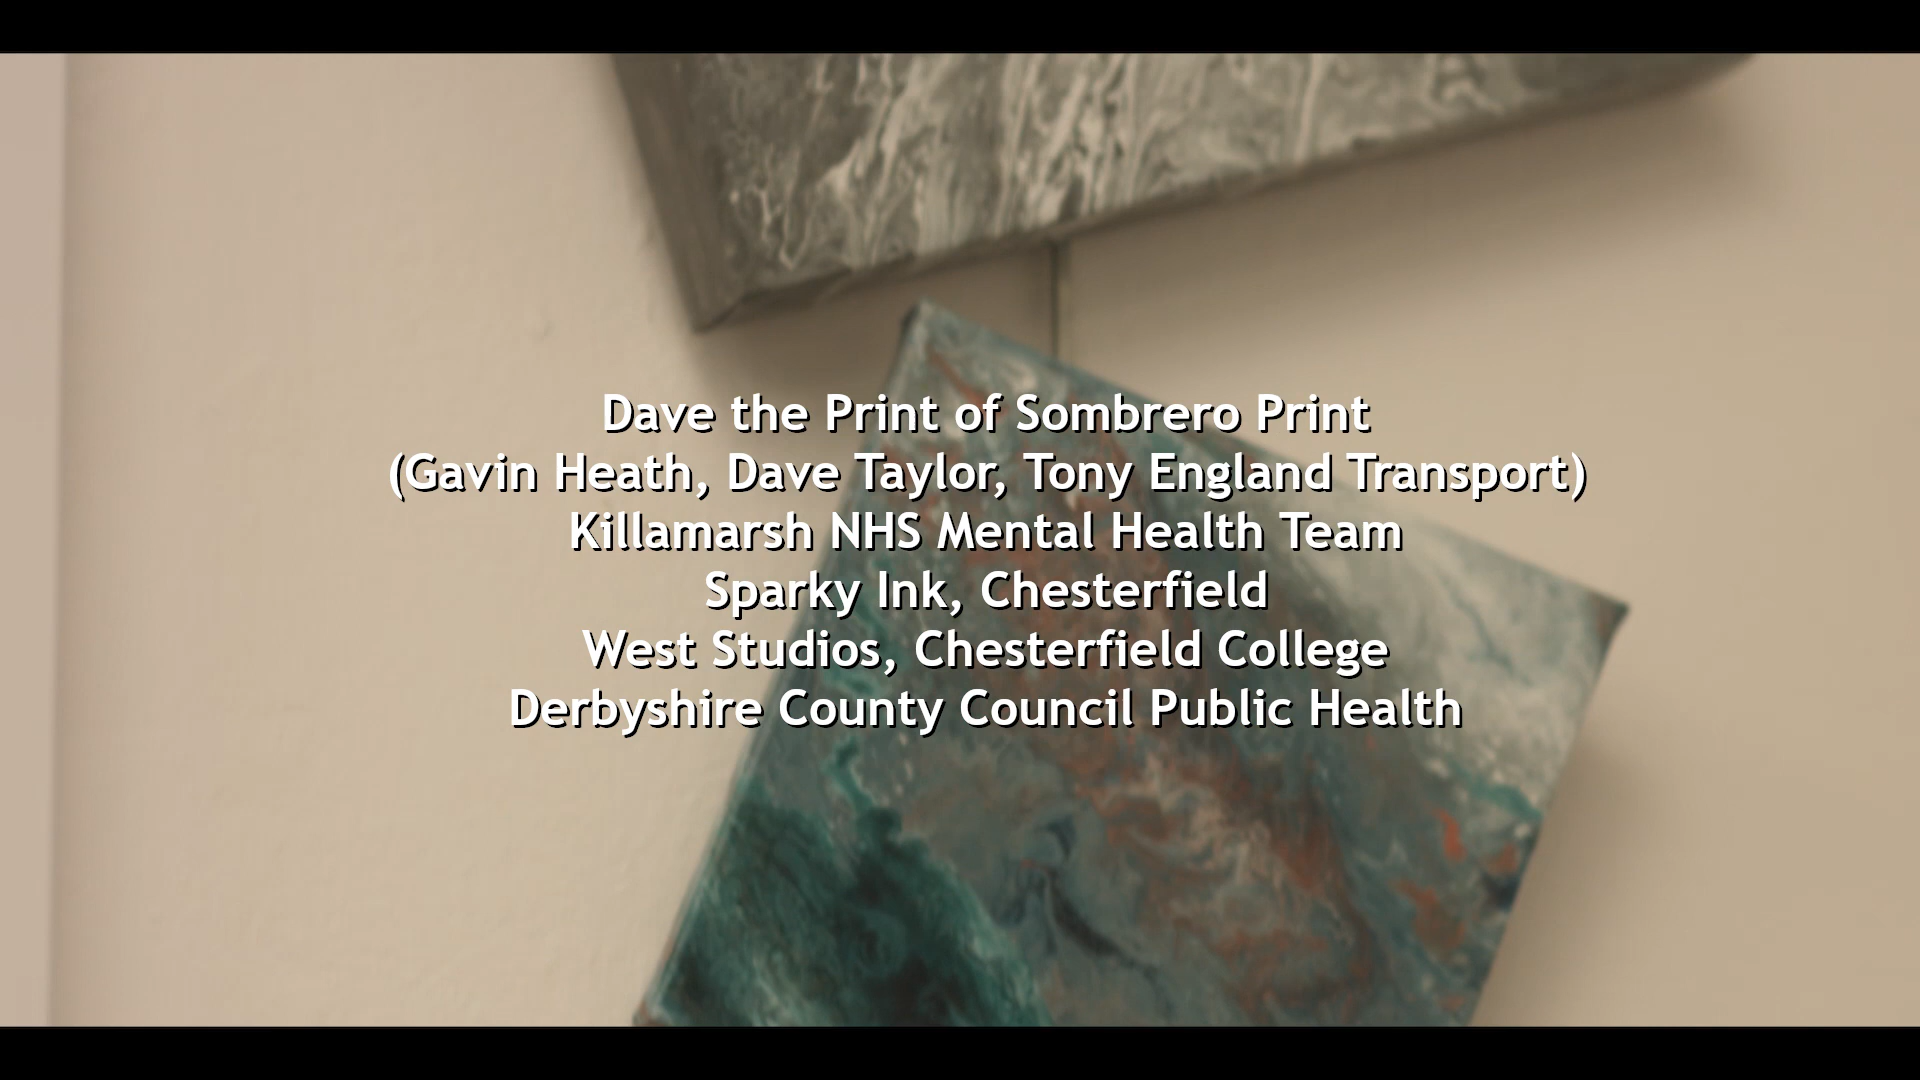 Dave the Print of Sombrero Print
(Gavin Heath, Dave Taylor, Tony England Transport)
Killamarsh NHS Mental Health Team
Sparky Ink, Chesterfield
West Studios, Chesterfield College
Derbyshire County Council Public Health